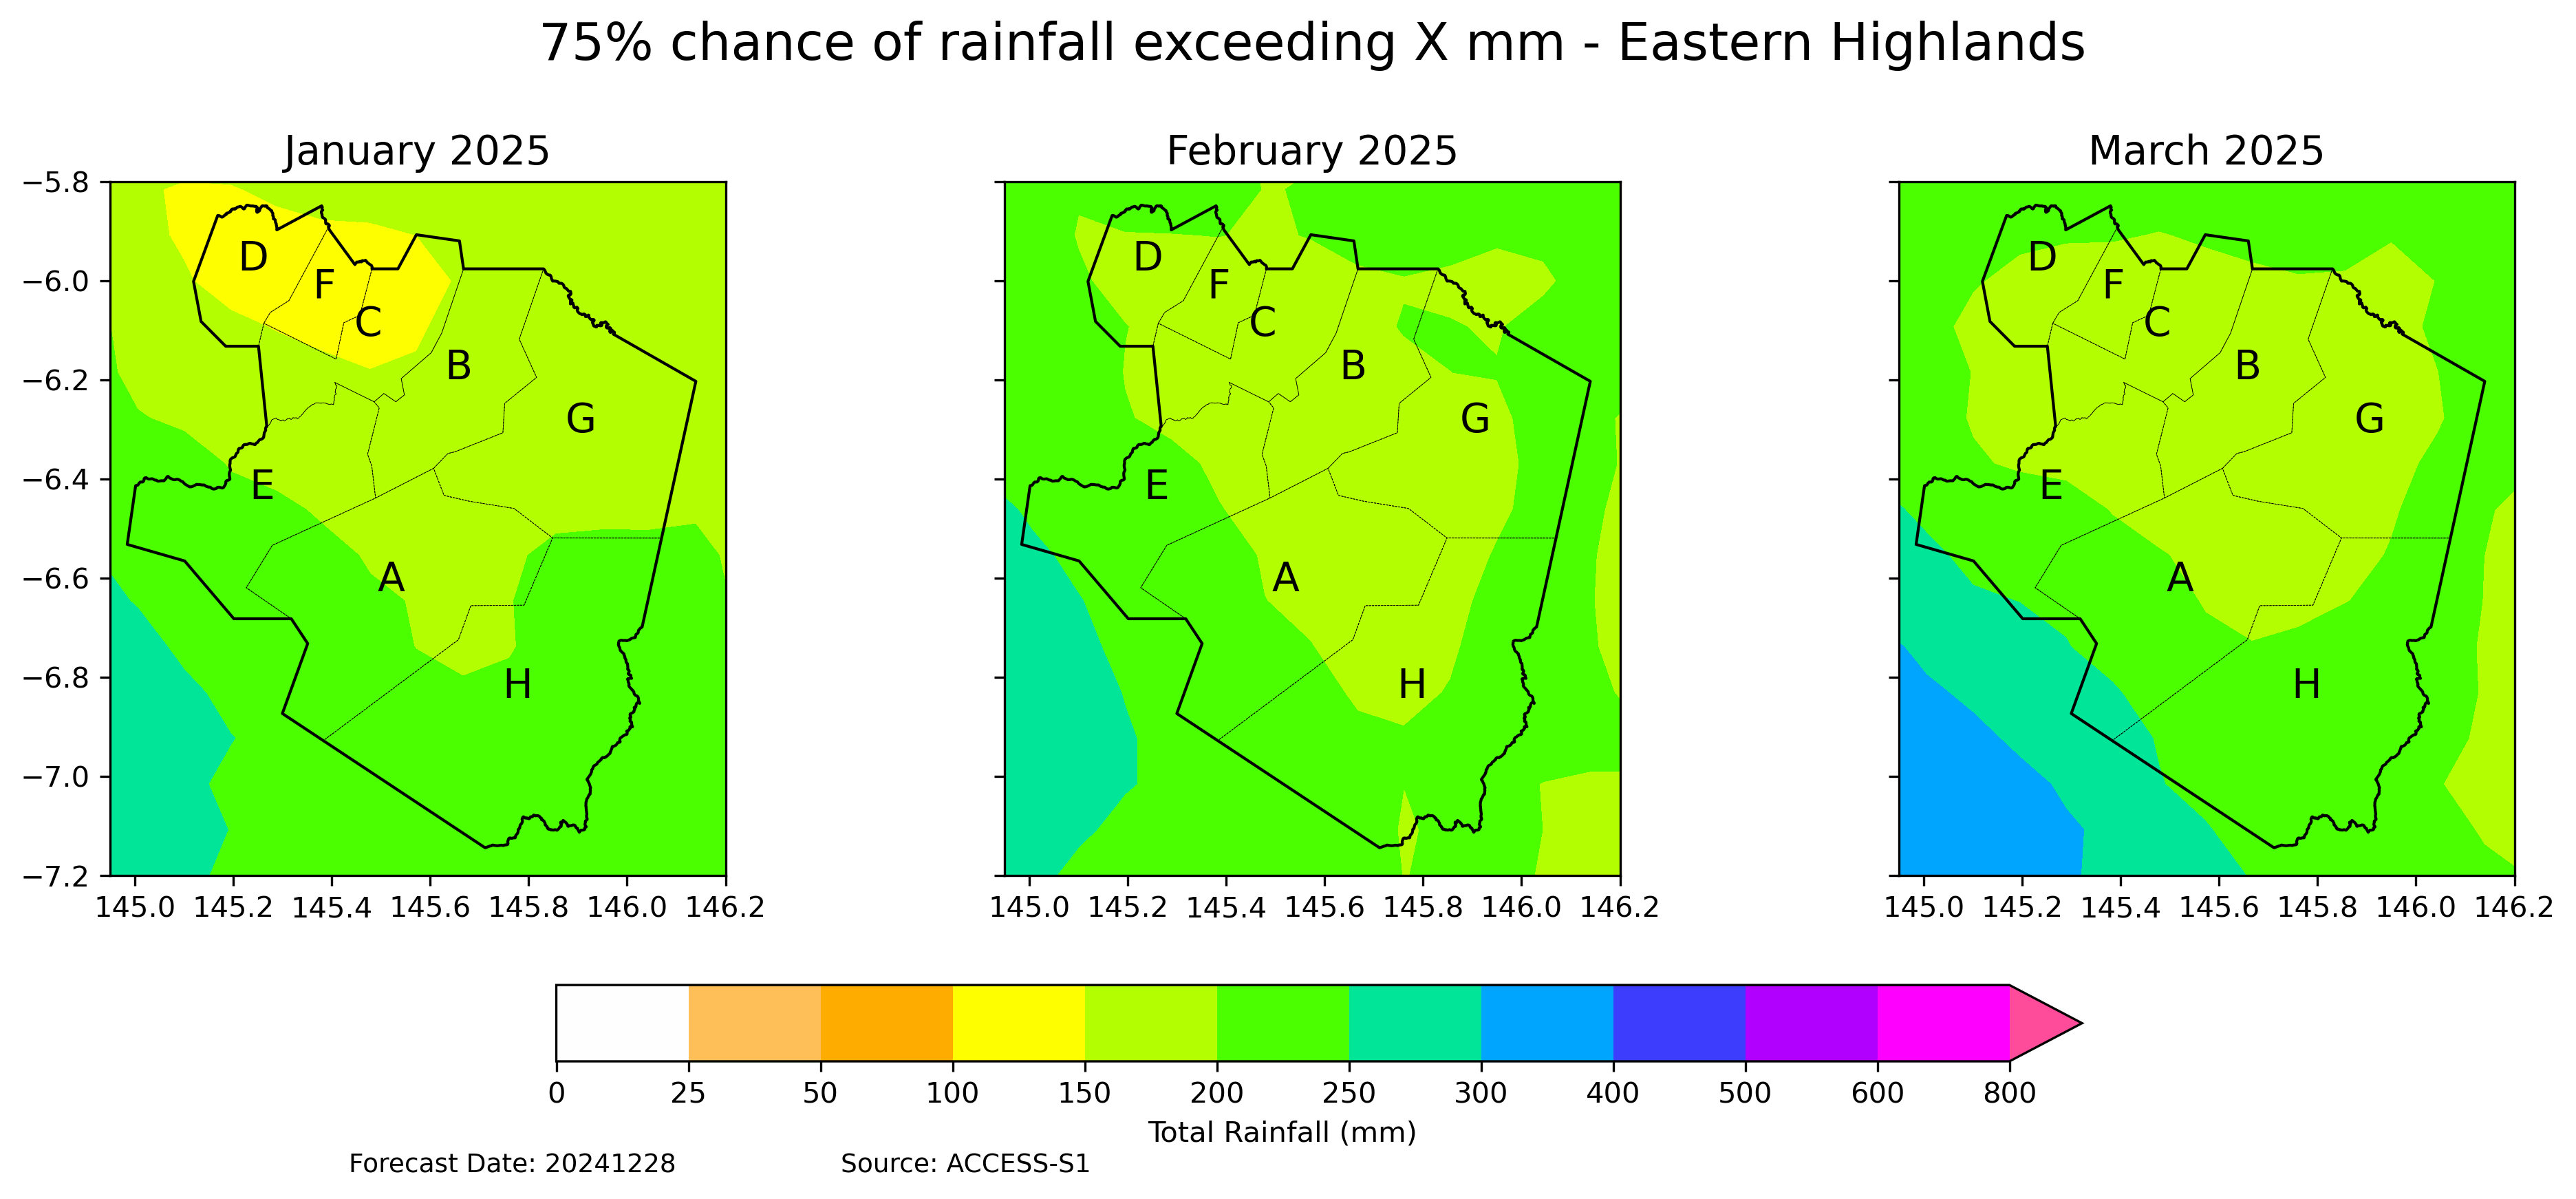 75% chance of rainfall exceeding X mm - Eastern Highlands
January 2025
February 2025
March 2025
−5.8
−6.0
−6.2
−6.4
−6.6
−6.8
−7.0
−7.2
D
F
C
B
G
E
A
H
D
F
C
B
G
E
A
H
D
F
C
B
G
E
A
H
145.0 145.2 145.4 145.6 145.8 146.0 146.2
145.0 145.2 145.4 145.6 145.8 146.0 146.2
145.0 145.2 145.4 145.6 145.8 146.0 146.2
0 25 50 100 150 200 250 300 400 500 600 800
Total Rainfall (mm)
Forecast Date: 20241228 Source: ACCESS-S1